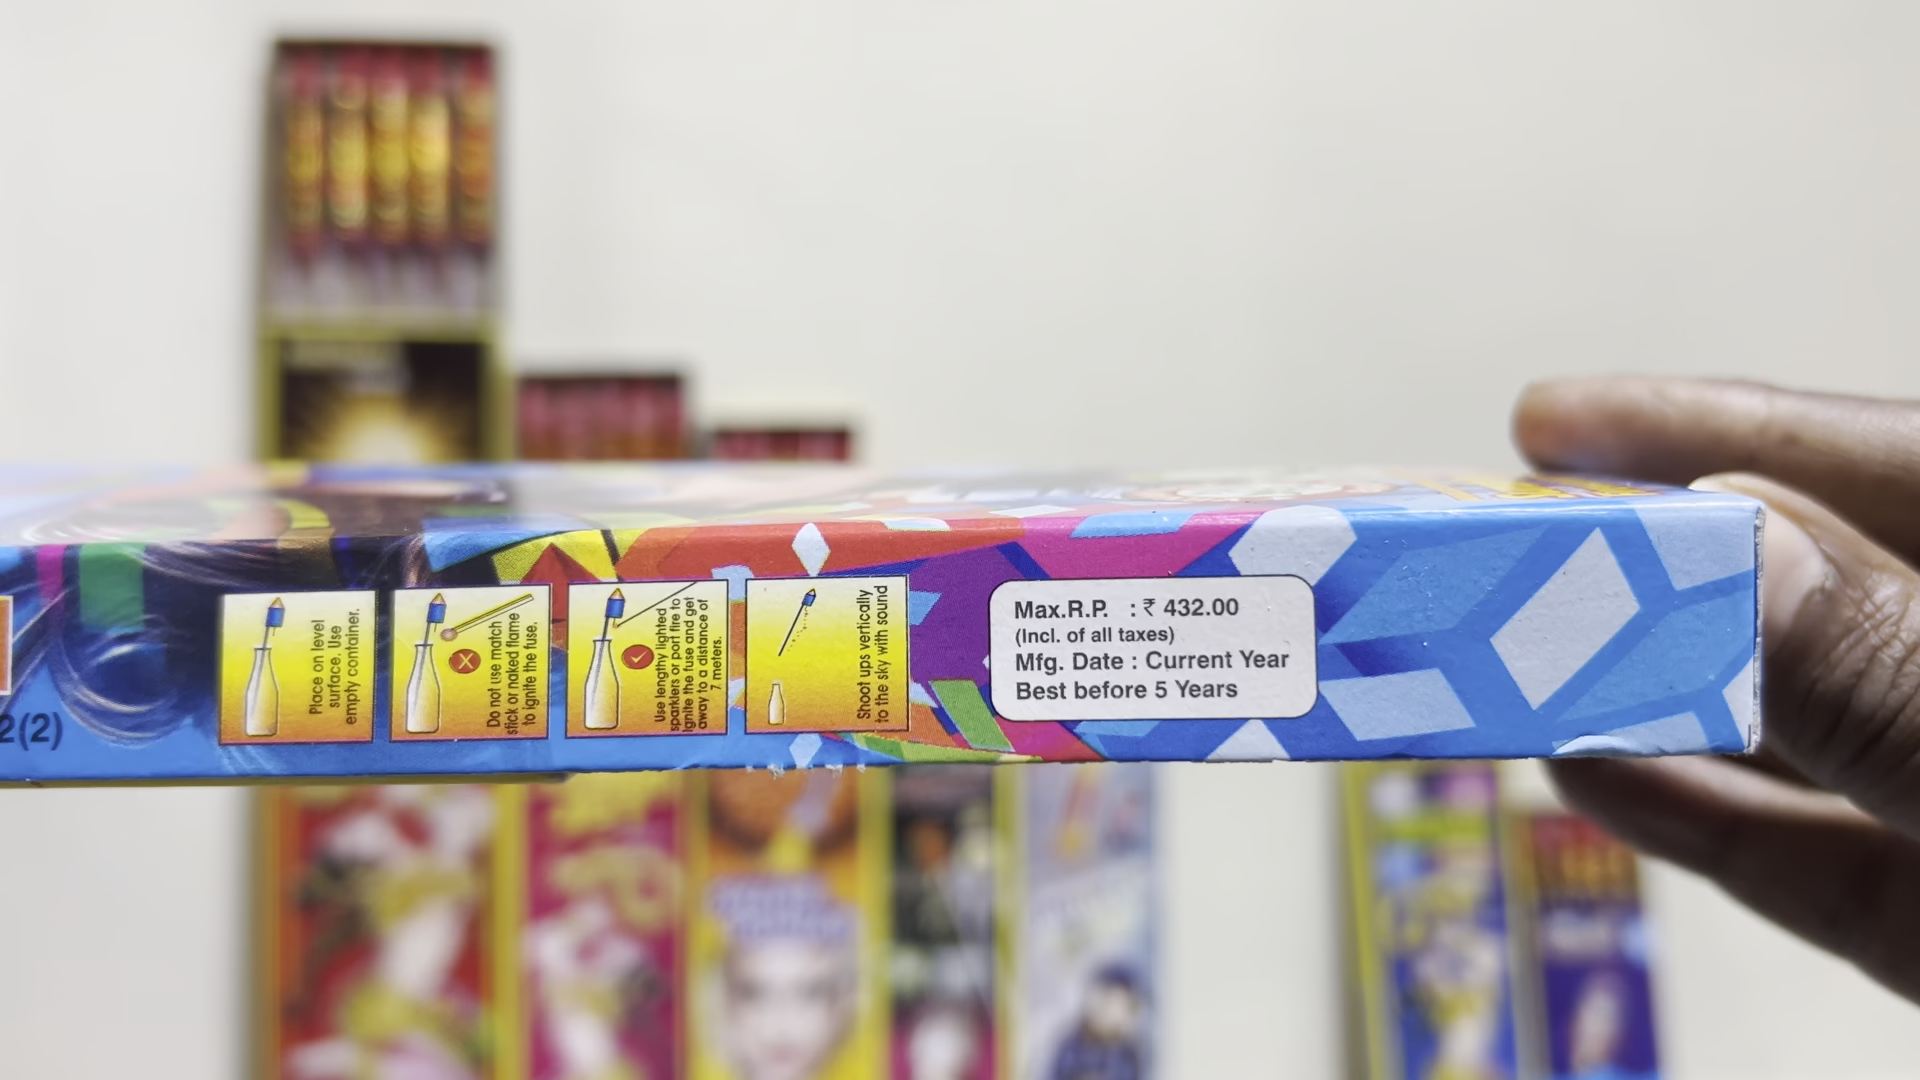 2(2)
Place on level
surface. Use
empty container.
Do not use match
stick or naked flame
to ignite the fuse.
Use lengthy lighted
sparklers or port fire to
ignite the fuse and get
away to a distance of
7 meters.
Shoot ups vertically
to the sky with sound
Max.R.P. : ₹ 432.00
(Incl. of all taxes)
Mfg. Date : Current Year
Best before 5 Years